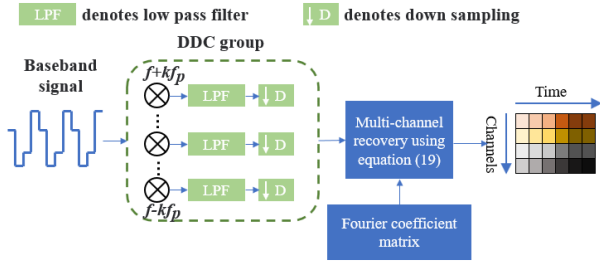 LPF denotes low pass filter
↓ D denotes down sampling
DDC group
Baseband
signal
f+kfp
LPF
↓ D
LPF
↓ D
LPF
↓ D
f-kfp
Multi-channel
recovery using
equation (19)
Fourier coefficient
matrix
Time
Channels